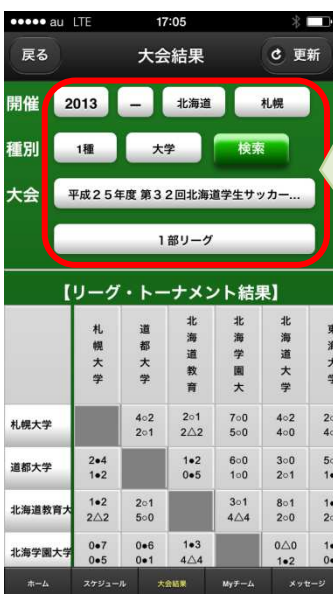 au LTE 17:05
戻る 大会結果 更新
開催 2013 ー 北海道 札幌
種別 1種 大学 検索
大会 平成25年度 第32回北海道学生サッカー...
1部リーグ
【リーグ・トーナメント結果】
札幌大学 道都大学 北海道教育 北海学園大 北海道大学
札幌大学 4○2 2○1 7○0 4○2
2○1 2△2 5○0 4○0
道都大学 2●4 1●2 6○0 3○0
1●2 0●5 1○0 2○1
北海道教育大 1●2 2○1 3○1 8○1
2△2 5○0 4△4 2○0
北海学園大学 0●7 0●6 1●3 0△0
0●5 0●1 4△4 1●2
ホーム スケジュール 大会結果 Myチーム メッセージ